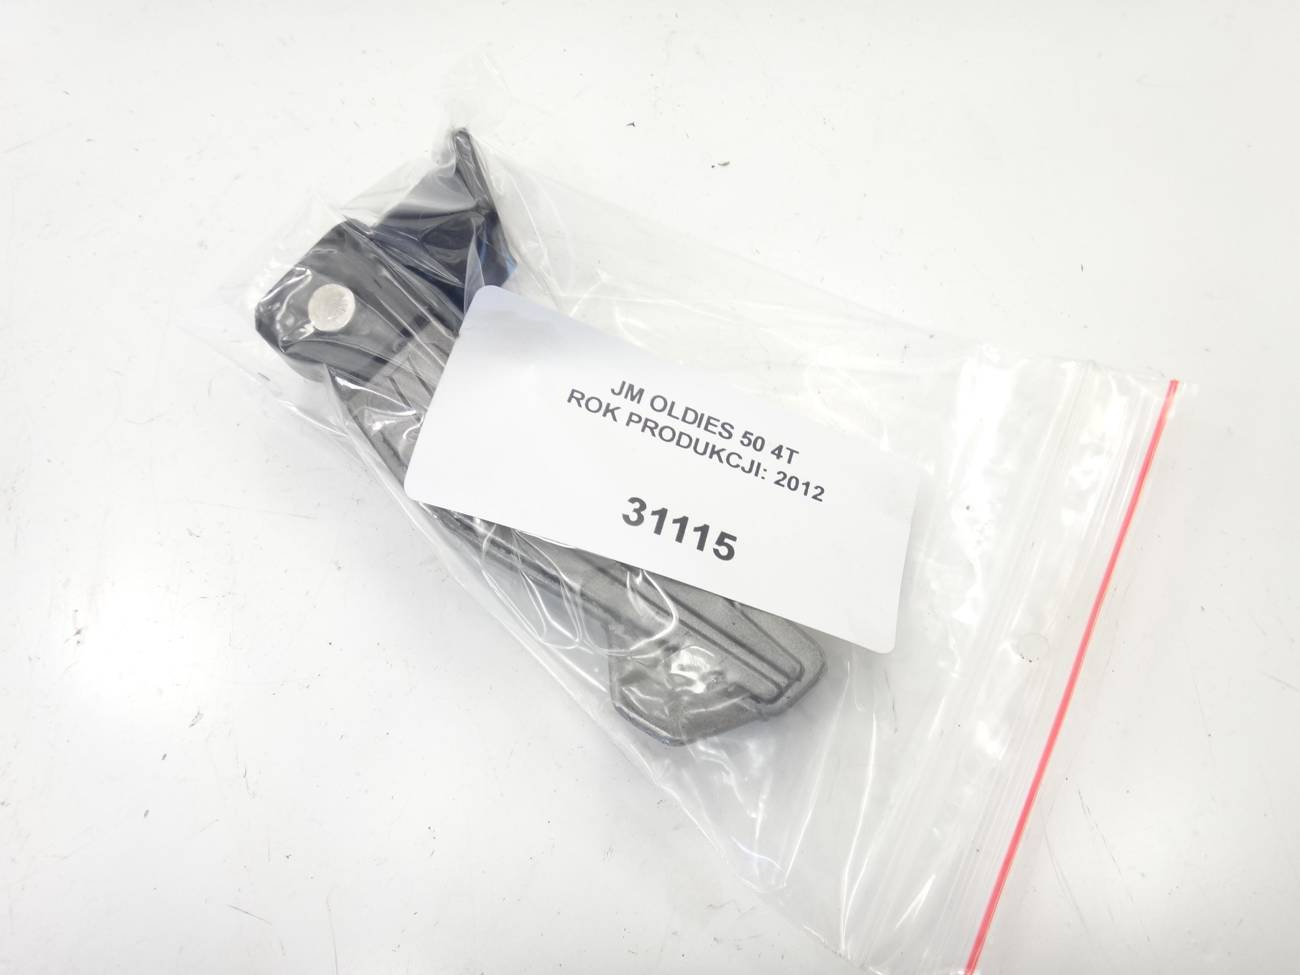 JM OLDIES 50 4T
ROK PRODUKCJI: 2012
31115